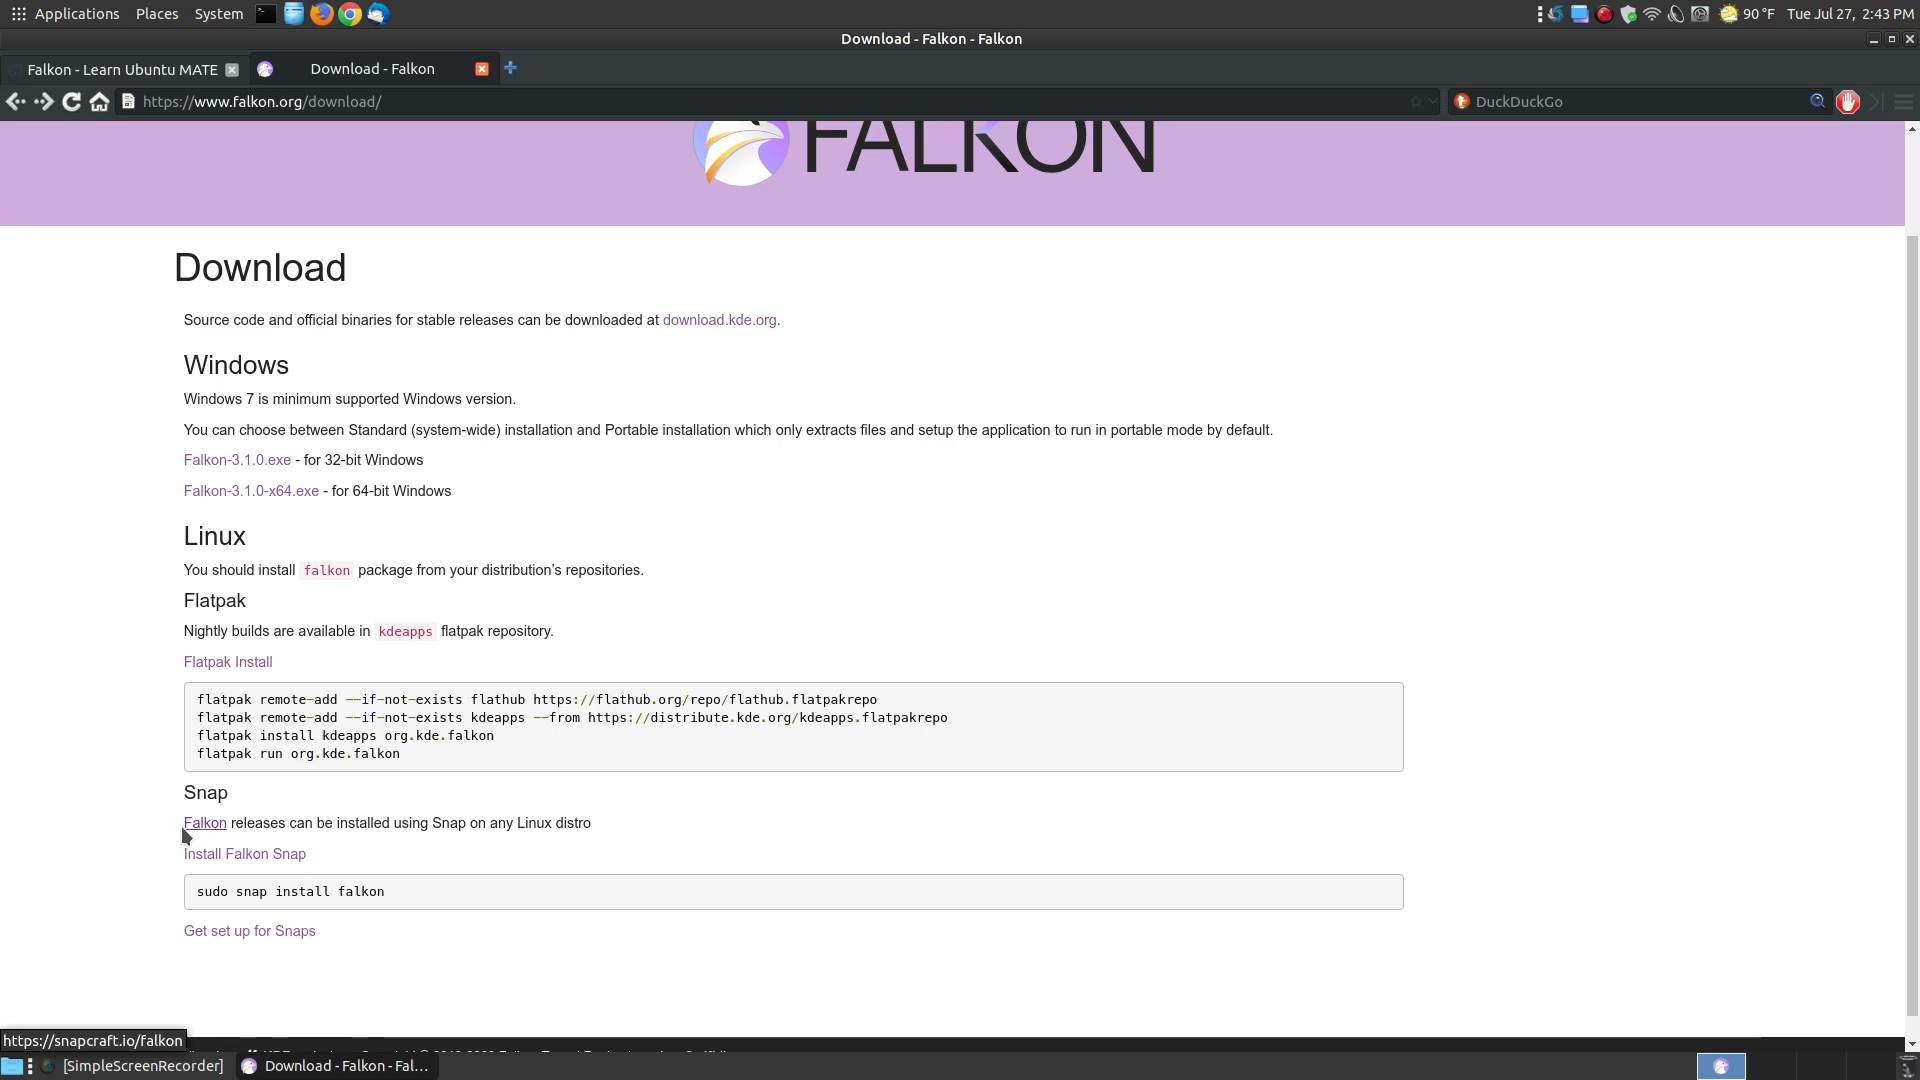 Applications Places System
90 °F Tue Jul 27, 2:43 PM
Download - Falkon - Falkon
Falkon - Learn Ubuntu MATE
Download - Falkon
https://www.falkon.org/download/
DuckDuckGo
FALKON
Download
Source code and official binaries for stable releases can be downloaded at download.kde.org.
Windows
Windows 7 is minimum supported Windows version.
You can choose between Standard (system-wide) installation and Portable installation which only extracts files and setup the application to run in portable mode by default.
Falkon-3.1.0.exe - for 32-bit Windows
Falkon-3.1.0-x64.exe - for 64-bit Windows
Linux
You should install falkon package from your distribution’s repositories.
Flatpak
Nightly builds are available in kdeapps flatpak repository.
Flatpak Install
flatpak remote-add --if-not-exists flathub https://flathub.org/repo/flathub.flatpakrepo
flatpak remote-add --if-not-exists kdeapps --from https://distribute.kde.org/kdeapps.flatpakrepo
flatpak install kdeapps org.kde.falkon
flatpak run org.kde.falkon
Snap
Falkon releases can be installed using Snap on any Linux distro
Install Falkon Snap
sudo snap install falkon
Get set up for Snaps
https://snapcraft.io/falkon
[SimpleScreenRecorder]
Download - Falkon - Fal...